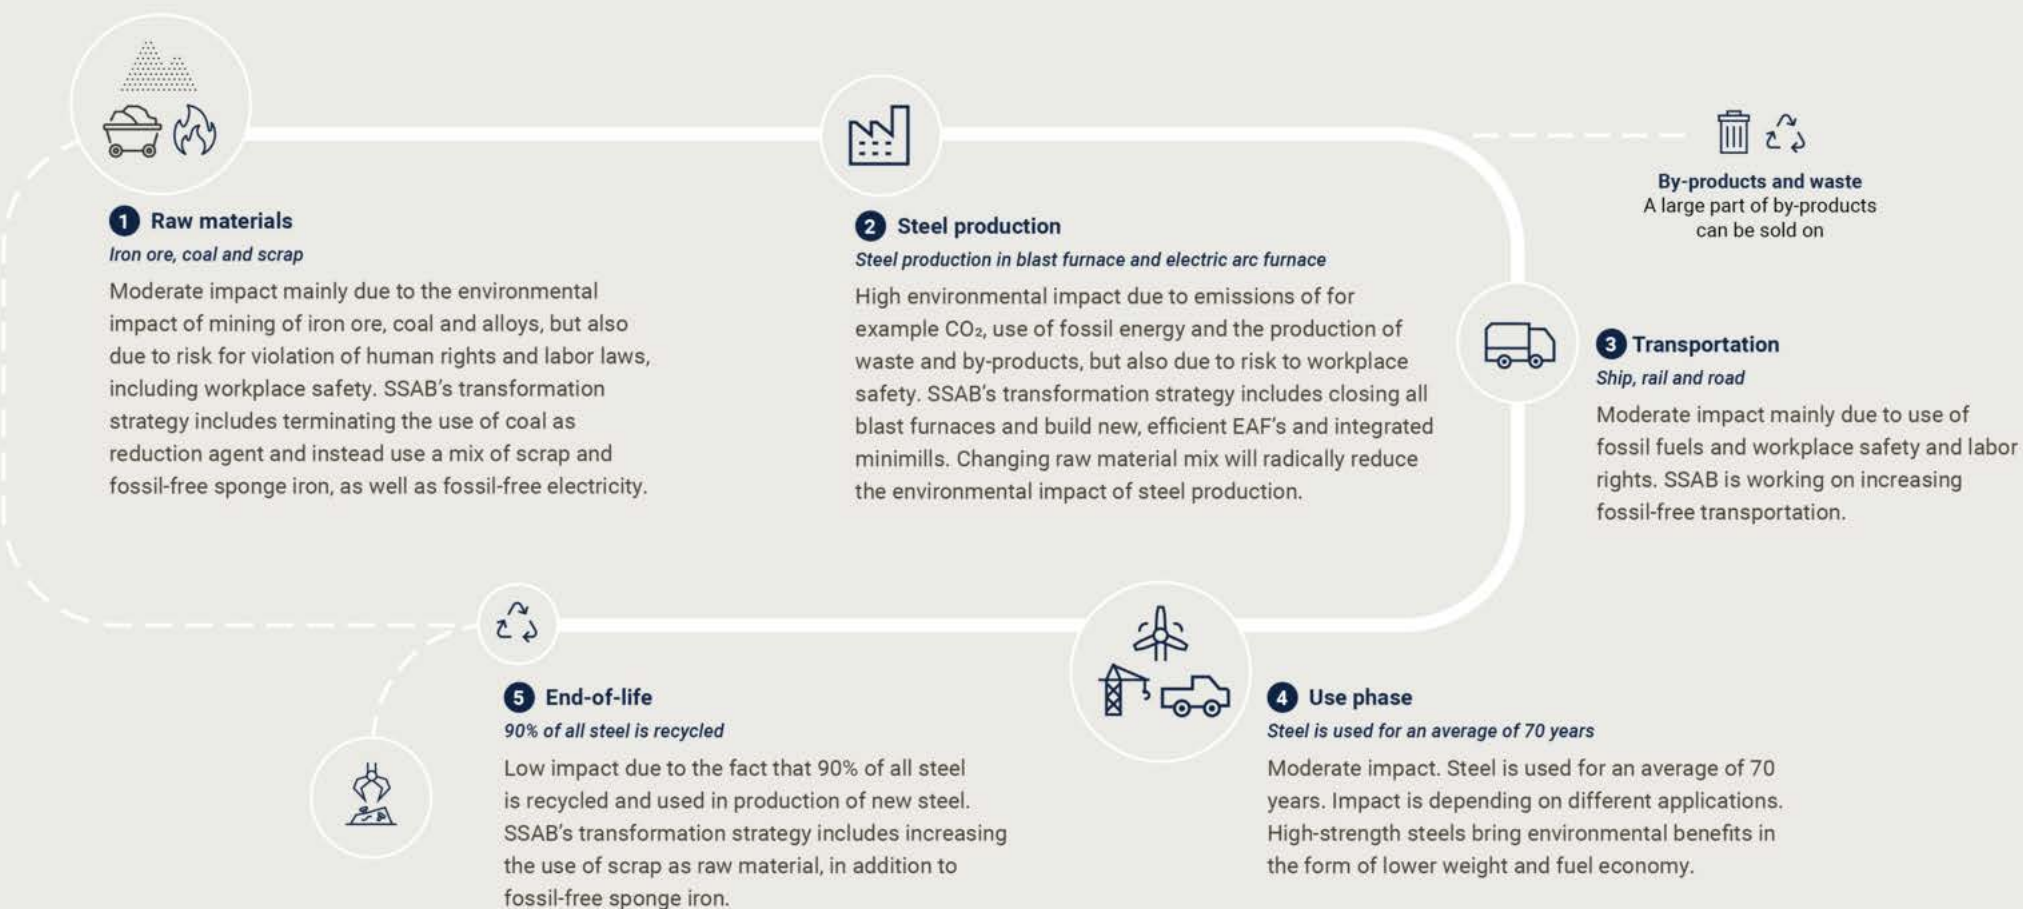 1 Raw materials
Iron ore, coal and scrap
Moderate impact mainly due to the environmental
impact of mining of iron ore, coal and alloys, but also
due to risk for violation of human rights and labor laws,
including workplace safety. SSAB's transformation
strategy includes terminating the use of coal as
reduction agent and instead use a mix of scrap and
fossil-free sponge iron, as well as fossil-free electricity.
2 Steel production
Steel production in blast furnace and electric arc furnace
High environmental impact due to emissions of for
example CO₂, use of fossil energy and the production of
waste and by-products, but also due to risk to workplace
safety. SSAB's transformation strategy includes closing all
blast furnaces and build new, efficient EAF's and integrated
minimills. Changing raw material mix will radically reduce
the environmental impact of steel production.
By-products and waste
A large part of by-products
can be sold on
3 Transportation
Ship, rail and road
Moderate impact mainly due to use of
fossil fuels and workplace safety and labor
rights. SSAB is working on increasing
fossil-free transportation.
4 Use phase
Steel is used for an average of 70 years
Moderate impact. Steel is used for an average of 70
years. Impact is depending on different applications.
High-strength steels bring environmental benefits in
the form of lower weight and fuel economy.
5 End-of-life
90% of all steel is recycled
Low impact due to the fact that 90% of all steel
is recycled and used in production of new steel.
SSAB's transformation strategy includes increasing
the use of scrap as raw material, in addition to
fossil-free sponge iron.